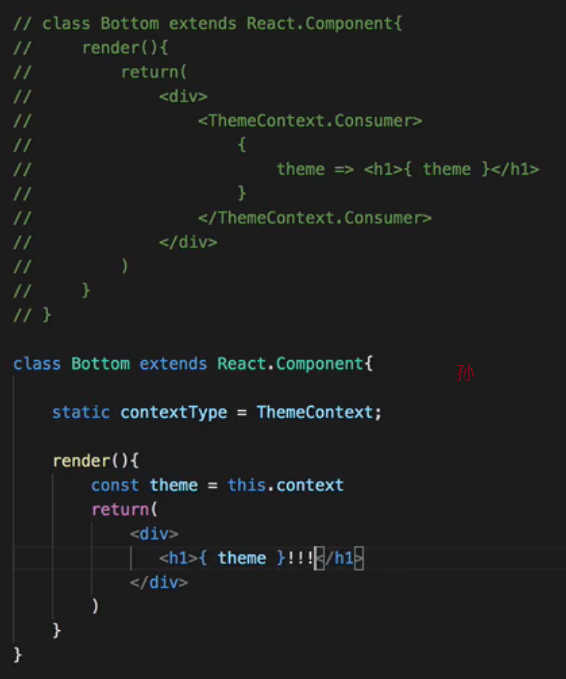 // class Bottom extends React.Component{
//     render(){
//         return(
//             <div>
//                 <ThemeContext.Consumer>
//                     {
//                         theme => <h1>{ theme }</h1>
//                     }
//                 </ThemeContext.Consumer>
//             </div>
//         )
//     }
// }
class Bottom extends React.Component{
孙
    static contextType = ThemeContext;
    render(){
        const theme = this.context
        return(
            <div>
                <h1>{ theme }!!!</h1>
            </div>
        )
    }
}